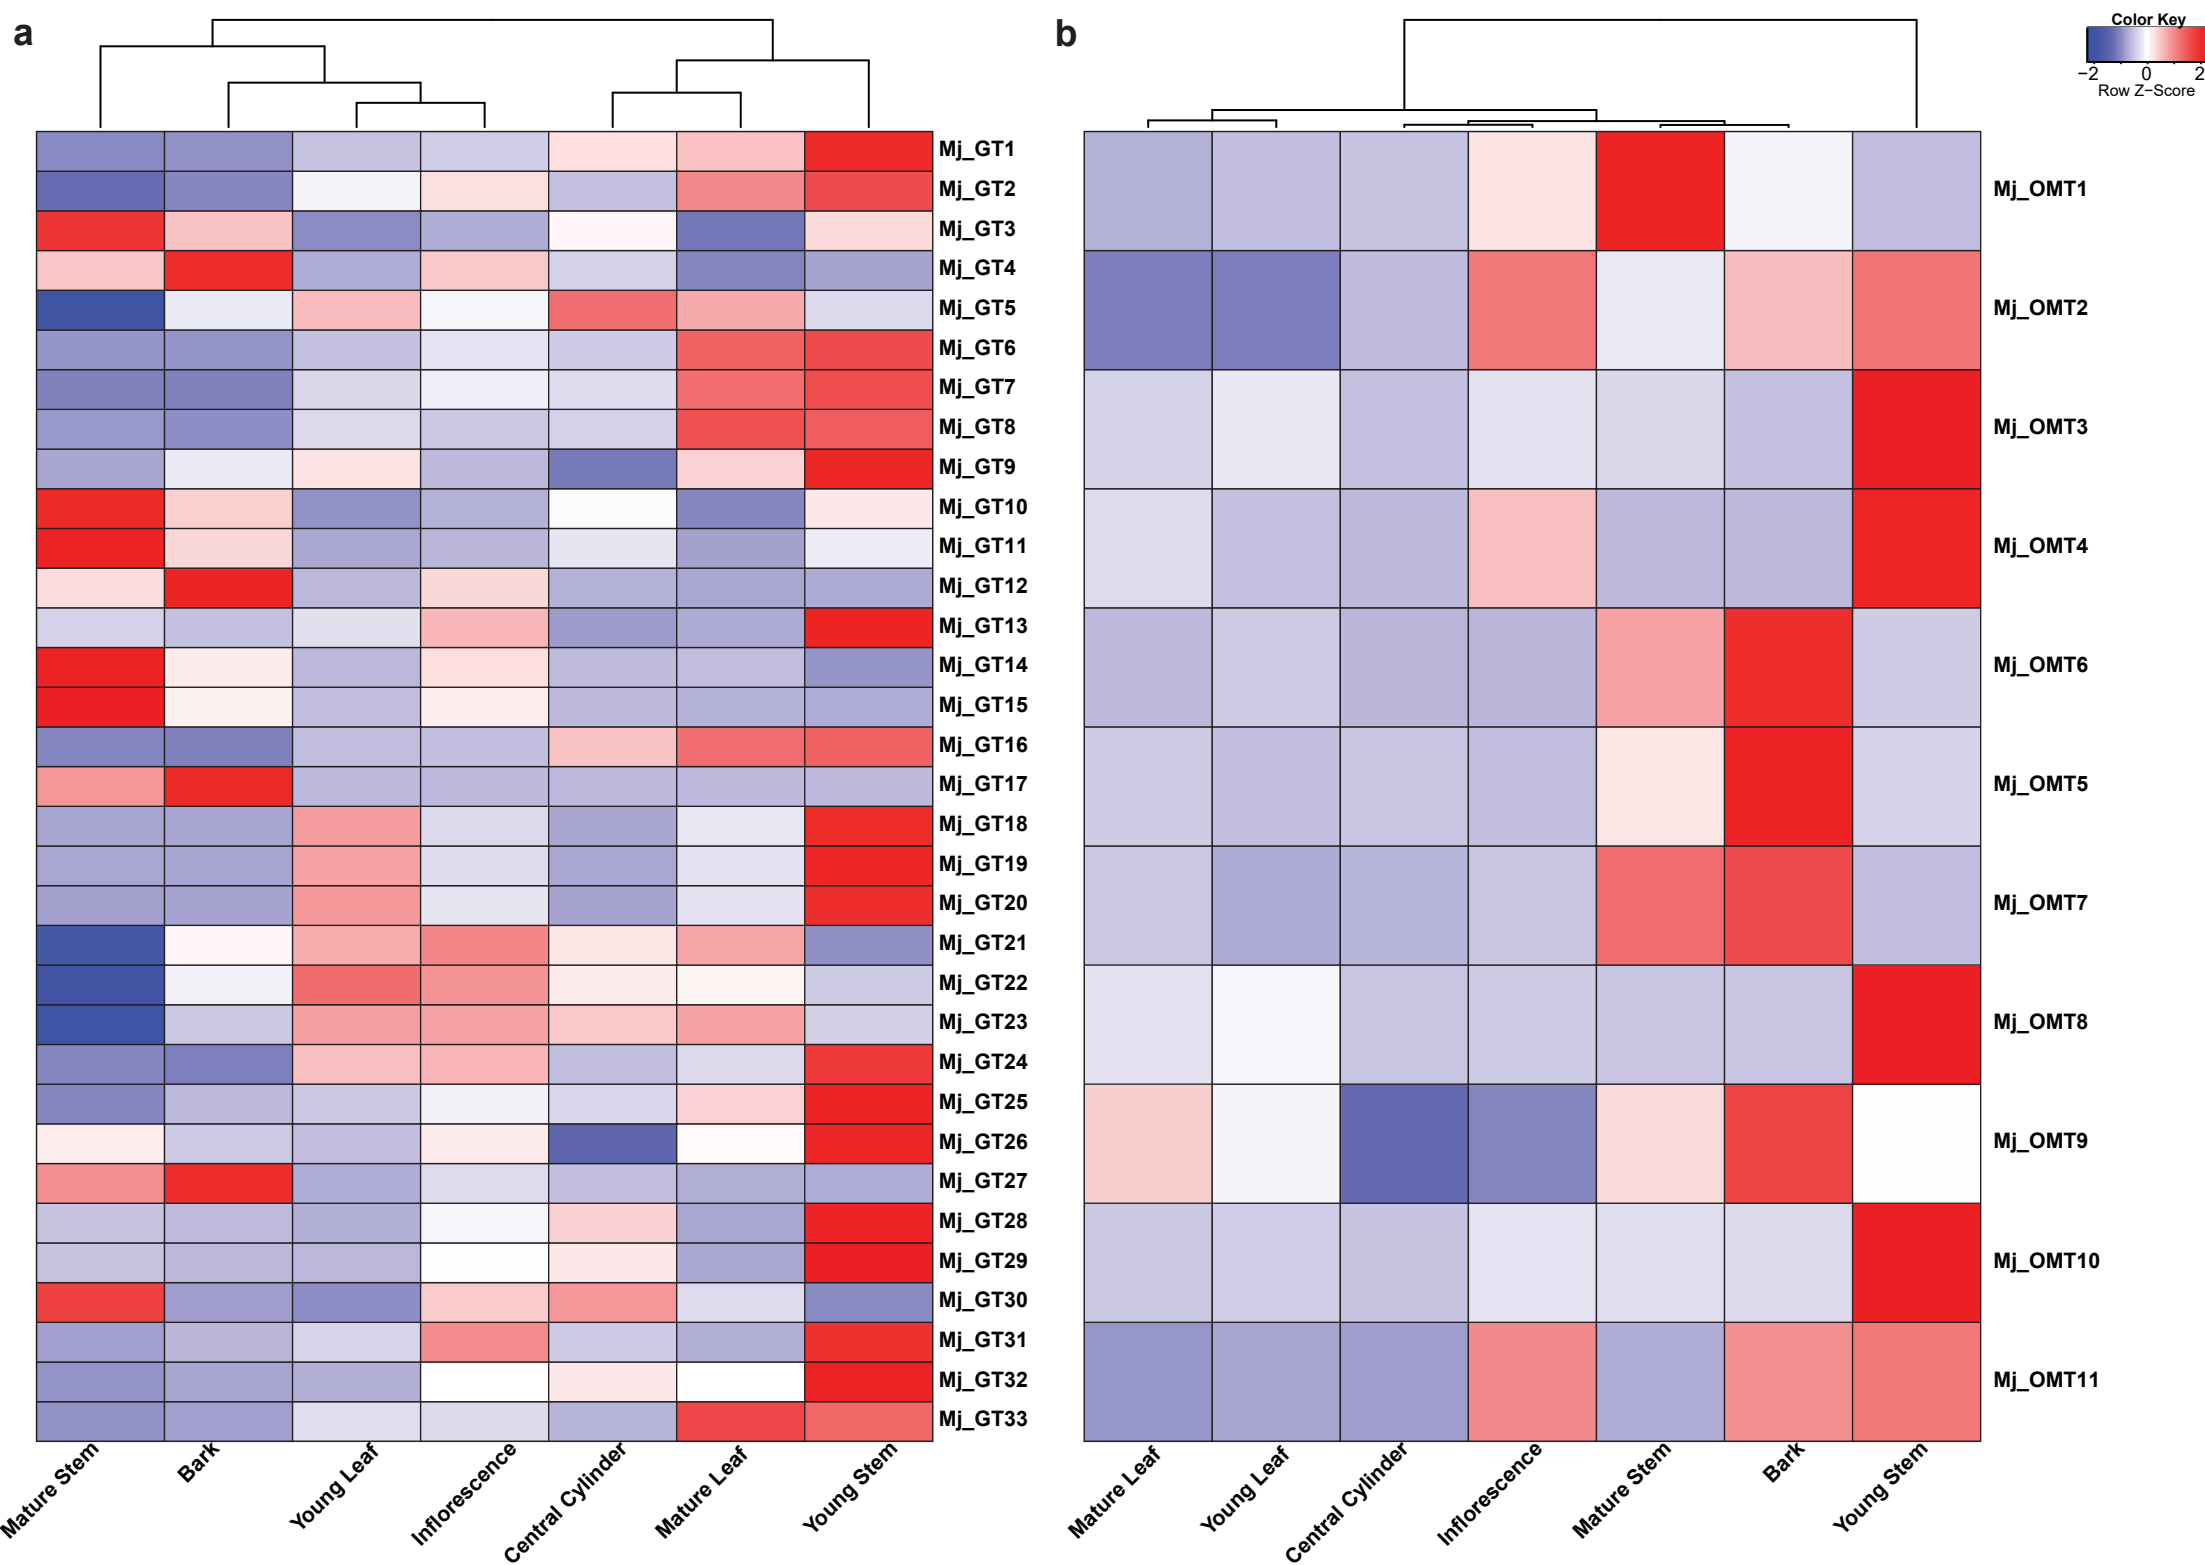 a
b
Color Key
−2 0 2
Row Z−Score
Mj_GT1
Mj_GT2
Mj_GT3
Mj_GT4
Mj_GT5
Mj_GT6
Mj_GT7
Mj_GT8
Mj_GT9
Mj_GT10
Mj_GT11
Mj_GT12
Mj_GT13
Mj_GT14
Mj_GT15
Mj_GT16
Mj_GT17
Mj_GT18
Mj_GT19
Mj_GT20
Mj_GT21
Mj_GT22
Mj_GT23
Mj_GT24
Mj_GT25
Mj_GT26
Mj_GT27
Mj_GT28
Mj_GT29
Mj_GT30
Mj_GT31
Mj_GT32
Mj_GT33
Mature Stem
Bark
Young Leaf
Inflorescence
Central Cylinder
Mature Leaf
Young Stem
Mj_OMT1
Mj_OMT2
Mj_OMT3
Mj_OMT4
Mj_OMT6
Mj_OMT5
Mj_OMT7
Mj_OMT8
Mj_OMT9
Mj_OMT10
Mj_OMT11
Mature Leaf
Young Leaf
Central Cylinder
Inflorescence
Mature Stem
Bark
Young Stem